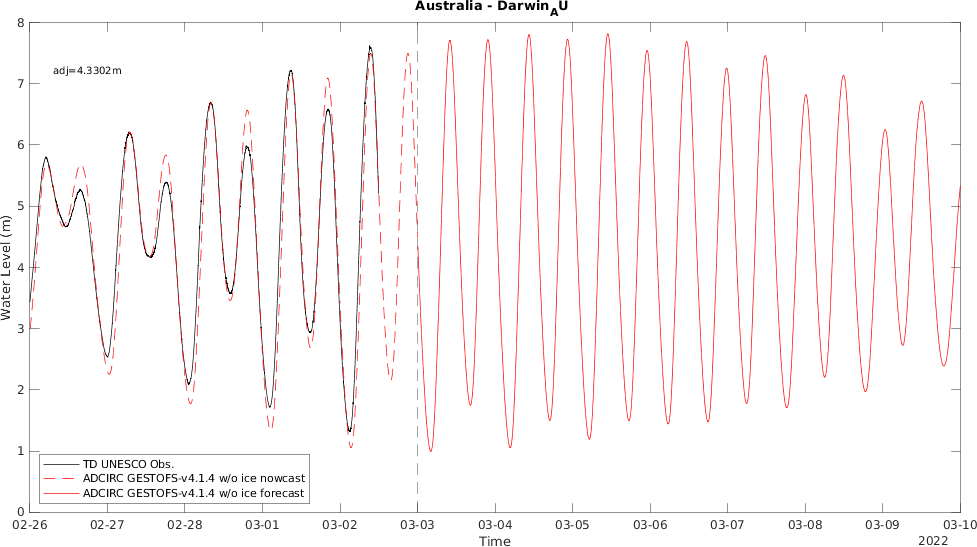 Australia - Darwin_AU
8
adj=4.3302m
7
6
5
4
3
2
1
0
Water Level (m)
TD UNESCO Obs.
ADCIRC GESTOFS-v4.1.4 w/o ice nowcast
ADCIRC GESTOFS-v4.1.4 w/o ice forecast
02-26 02-27 02-28 03-01 03-02 03-03 03-04 03-05 03-06 03-07 03-08 03-09 03-10
Time
2022